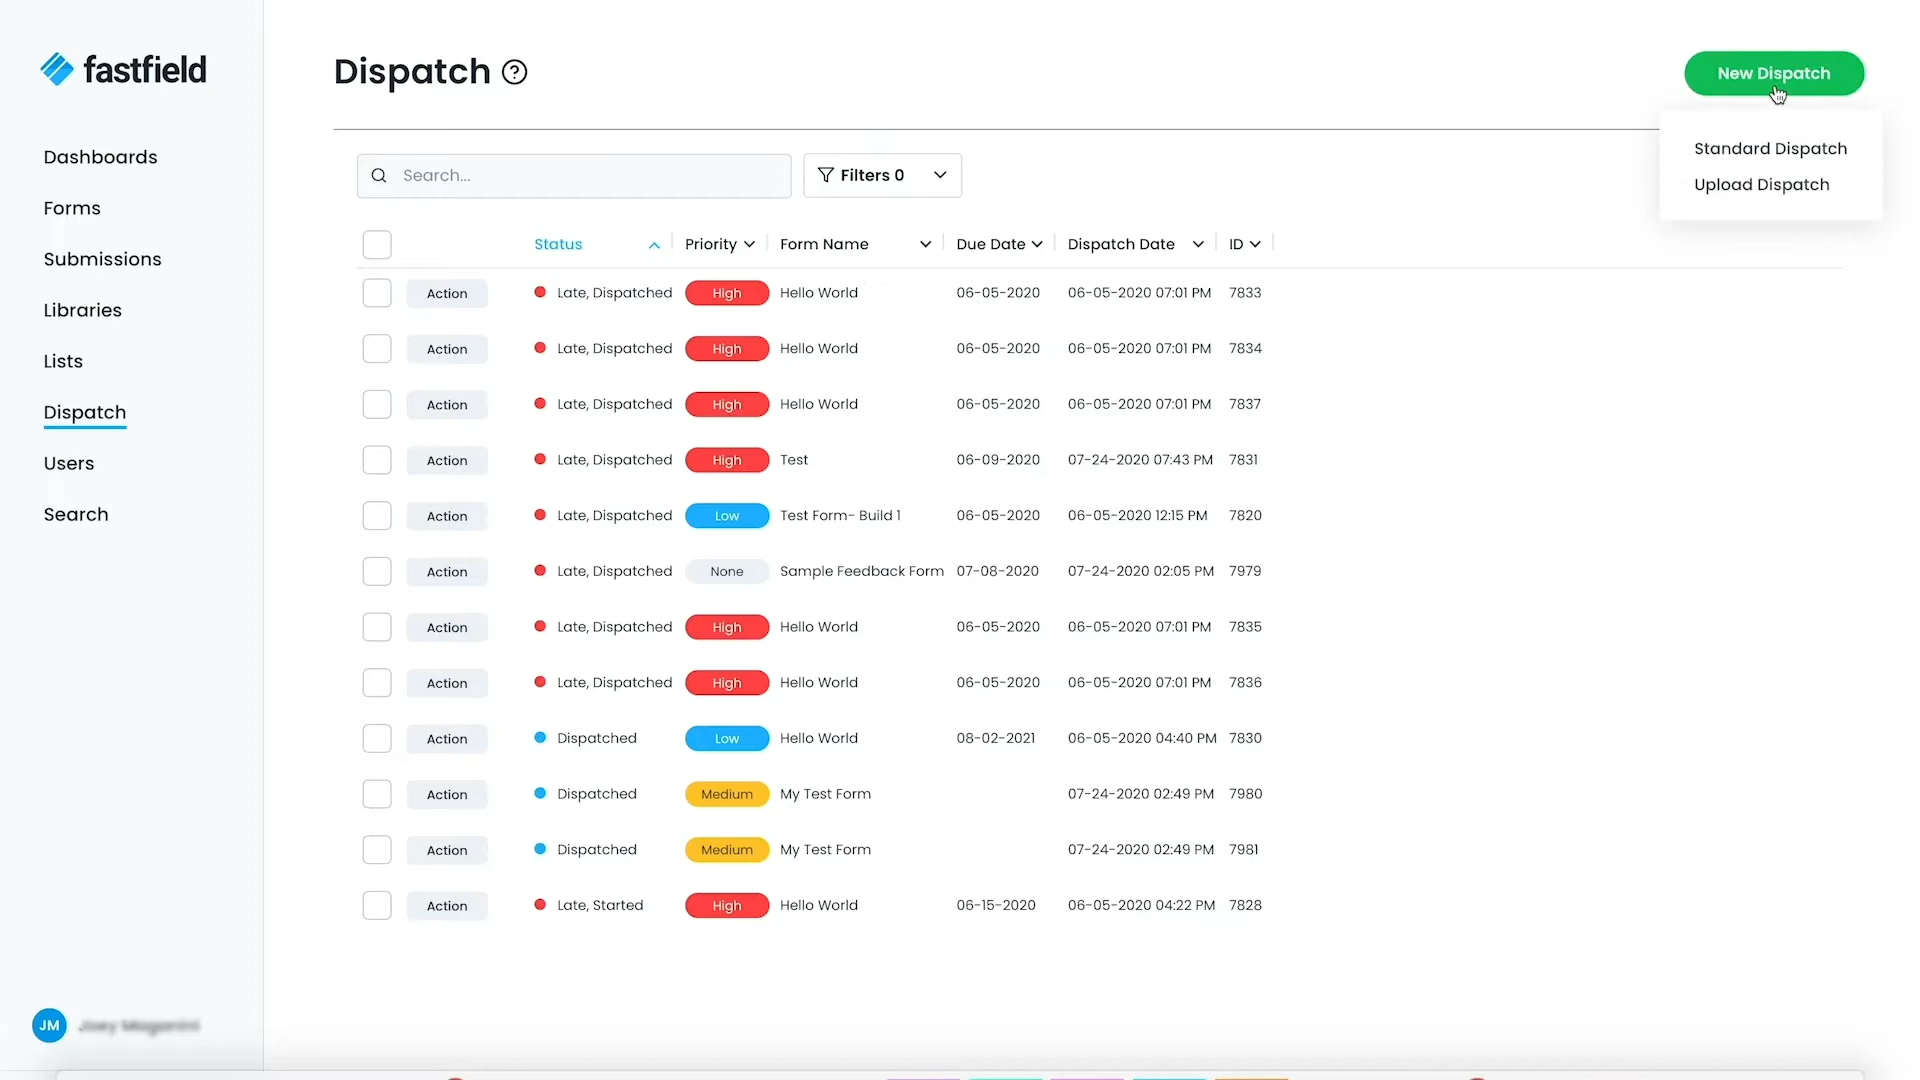 fastfield
Dashboards
Forms
Submissions
Libraries
Lists
Dispatch
Users
Search
JM
Dispatch ?
New Dispatch
Standard Dispatch
Upload Dispatch
Search...
Filters 0
Status Priority Form Name Due Date Dispatch Date ID
Action Late, Dispatched High Hello World 06-05-2020 06-05-2020 07:01 PM 7833
Action Late, Dispatched High Hello World 06-05-2020 06-05-2020 07:01 PM 7834
Action Late, Dispatched High Hello World 06-05-2020 06-05-2020 07:01 PM 7837
Action Late, Dispatched High Test 06-09-2020 07-24-2020 07:43 PM 7831
Action Late, Dispatched Low Test Form- Build 1 06-05-2020 06-05-2020 12:15 PM 7820
Action Late, Dispatched None Sample Feedback Form 07-08-2020 07-24-2020 02:05 PM 7979
Action Late, Dispatched High Hello World 06-05-2020 06-05-2020 07:01 PM 7835
Action Late, Dispatched High Hello World 06-05-2020 06-05-2020 07:01 PM 7836
Action Dispatched Low Hello World 08-02-2021 06-05-2020 04:40 PM 7830
Action Dispatched Medium My Test Form 07-24-2020 02:49 PM 7980
Action Dispatched Medium My Test Form 07-24-2020 02:49 PM 7981
Action Late, Started High Hello World 06-15-2020 06-05-2020 04:22 PM 7828